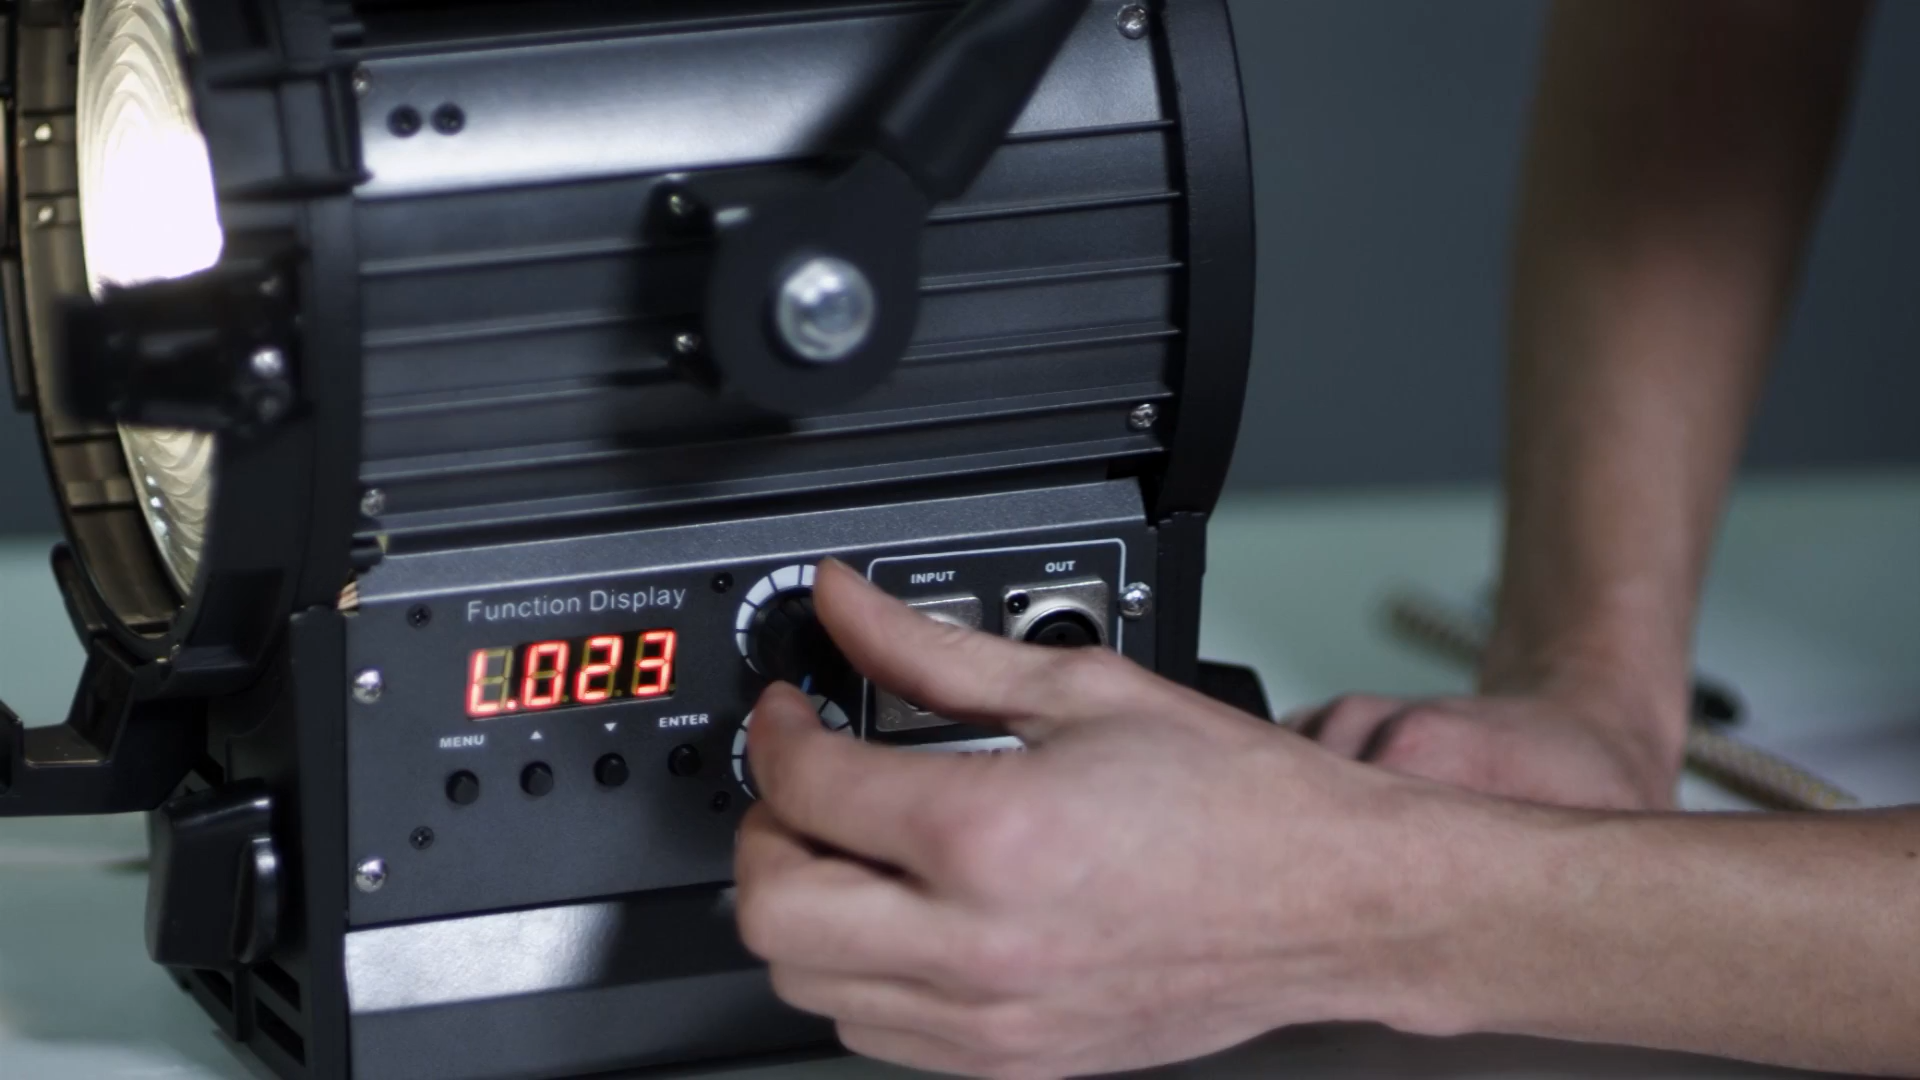 Function Display
L.023
MENU
ENTER
INPUT
OUT